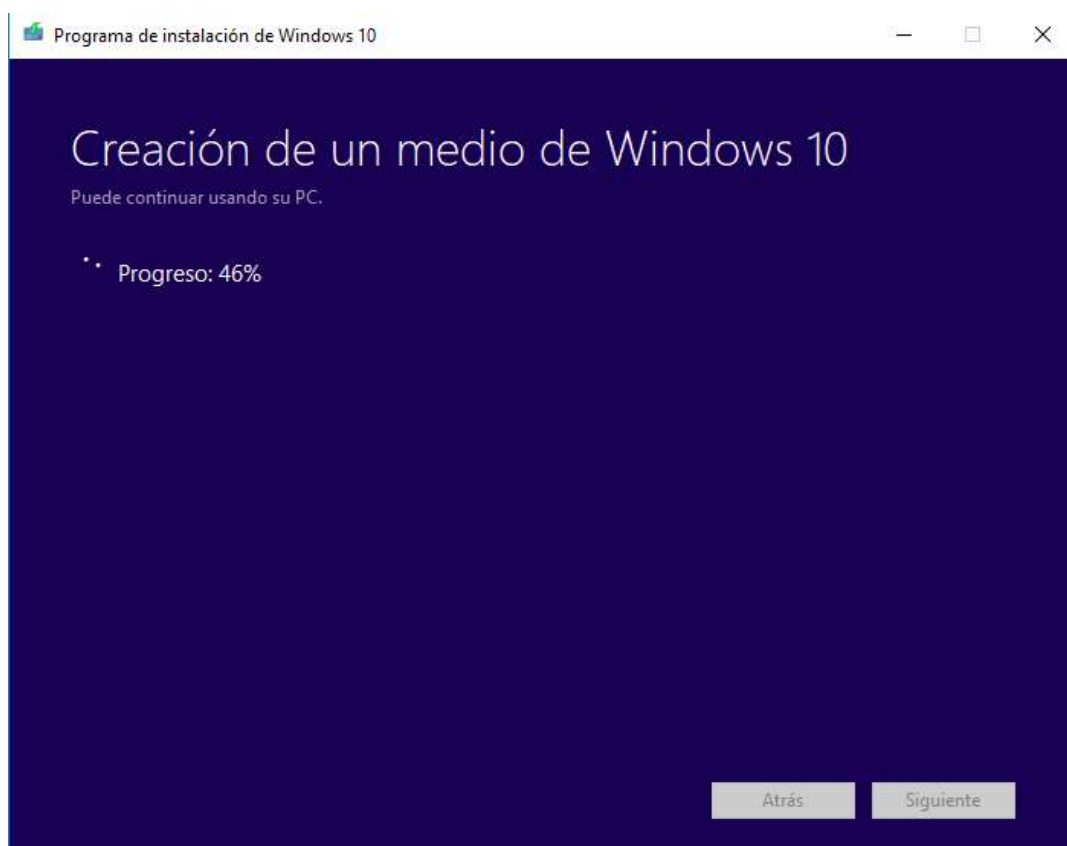 Programa de instalación de Windows 10
Creación de un medio de Windows 10
Puede continuar usando su PC.
Progreso: 46%
Atrás
Siguiente